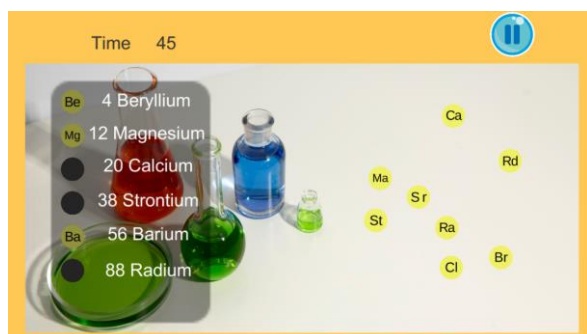 Time 45
Be 4 Beryllium
Mg 12 Magnesium
20 Calcium
38 Strontium
Ba 56 Barium
88 Radium
Ca
Rd
Ma
Sr
St
Ra
Br
Cl